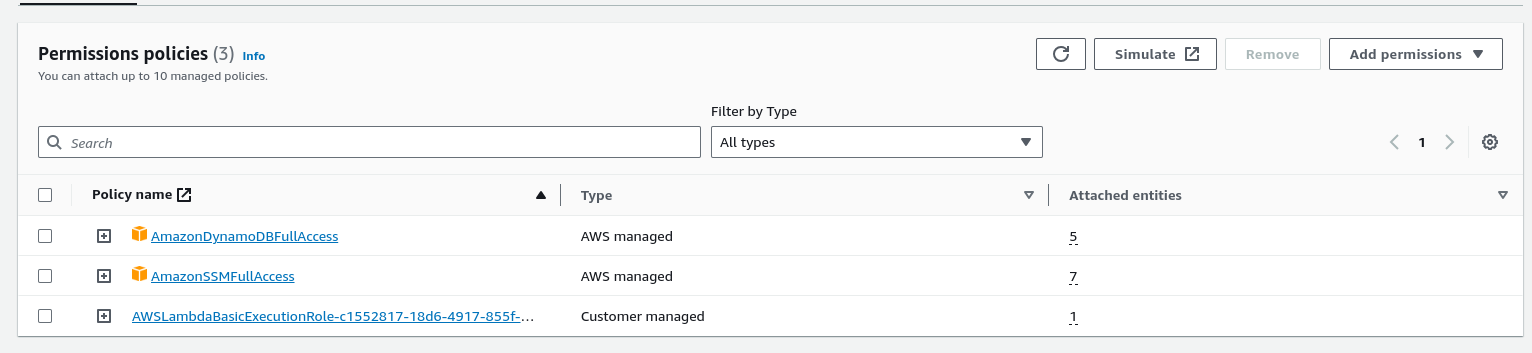 Permissions policies (3) Info
You can attach up to 10 managed policies.
Simulate
Remove
Add permissions
Filter by Type
Search
All types
1
Policy name
Type
Attached entities
AmazonDynamoDBFullAccess
AWS managed
5
AmazonSSMFullAccess
AWS managed
7
AWSLambdaBasicExecutionRole-c1552817-18d6-4917-855f-...
Customer managed
1